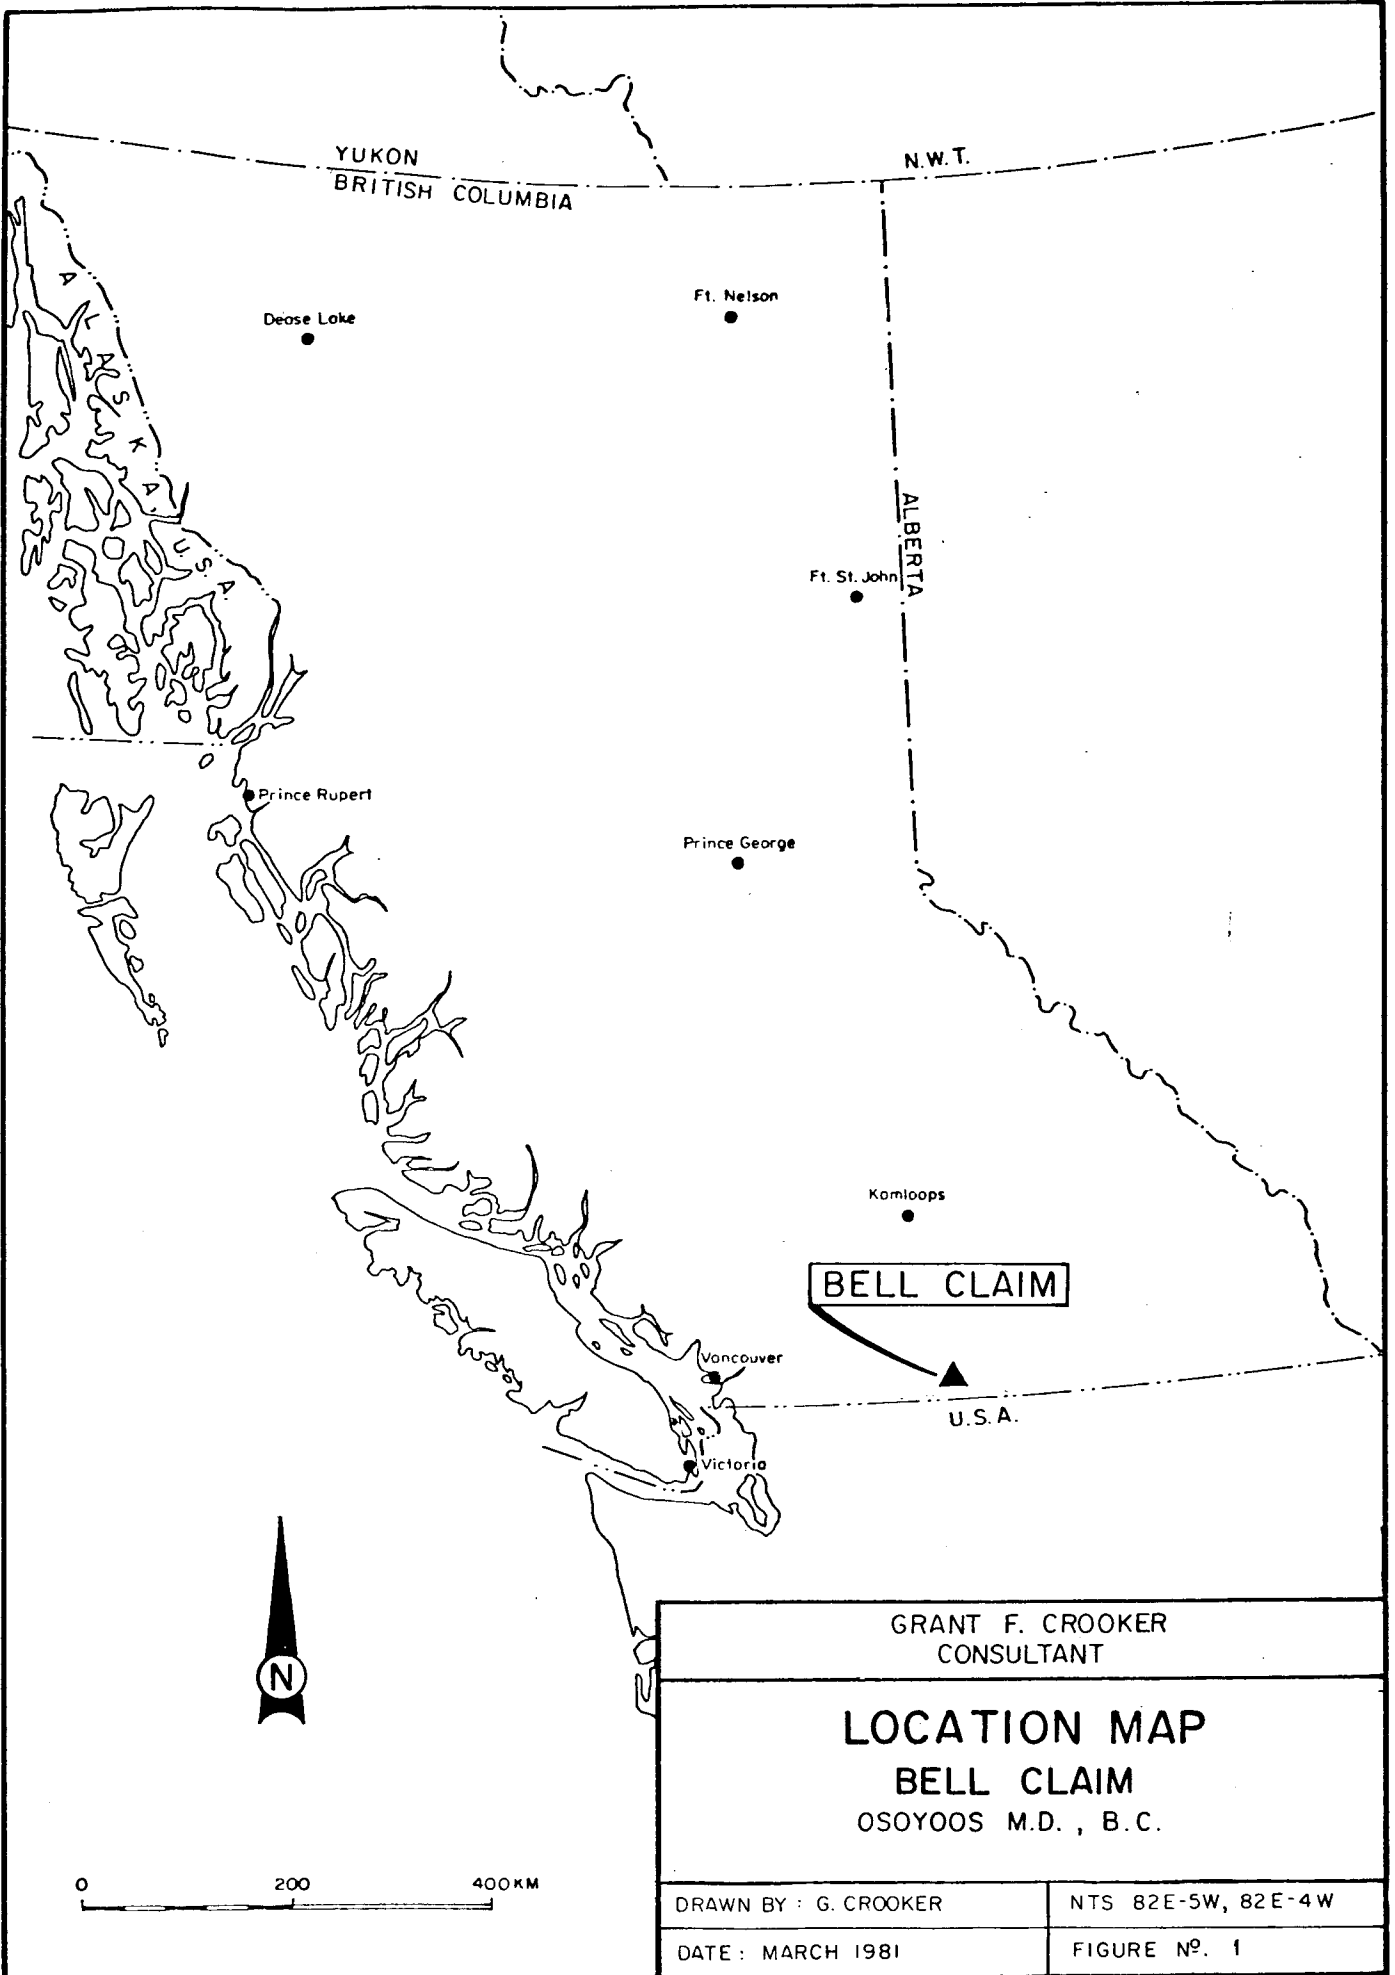 YUKON
BRITISH COLUMBIA
N.W.T.
ALASKA, U.S.A.
Dease Lake
Ft. Nelson
ALBERTA
Ft. St. John
Prince Rupert
Prince George
Kamloops
BELL CLAIM
Vancouver
U.S.A.
Victoria
N
GRANT F. CROOKER
CONSULTANT
LOCATION MAP
BELL CLAIM
OSOYOOS M.D., B.C.
0 200 400 KM
DRAWN BY : G. CROOKER
NTS 82E-5W, 82E-4W
DATE : MARCH 1981
FIGURE Nº. 1